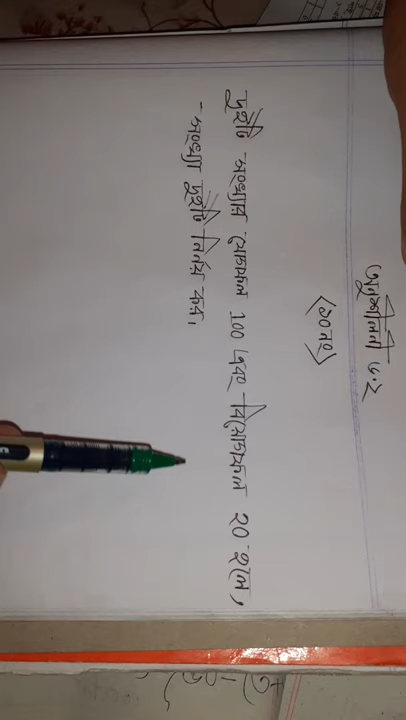 অনুশীলনী ৬.২
(১০নং)
দুইটি সংখ্যার যোগফল 100 এবং বিয়োগফল 20 হলে,
সংখ্যা দুইটি নির্ণয় কর।